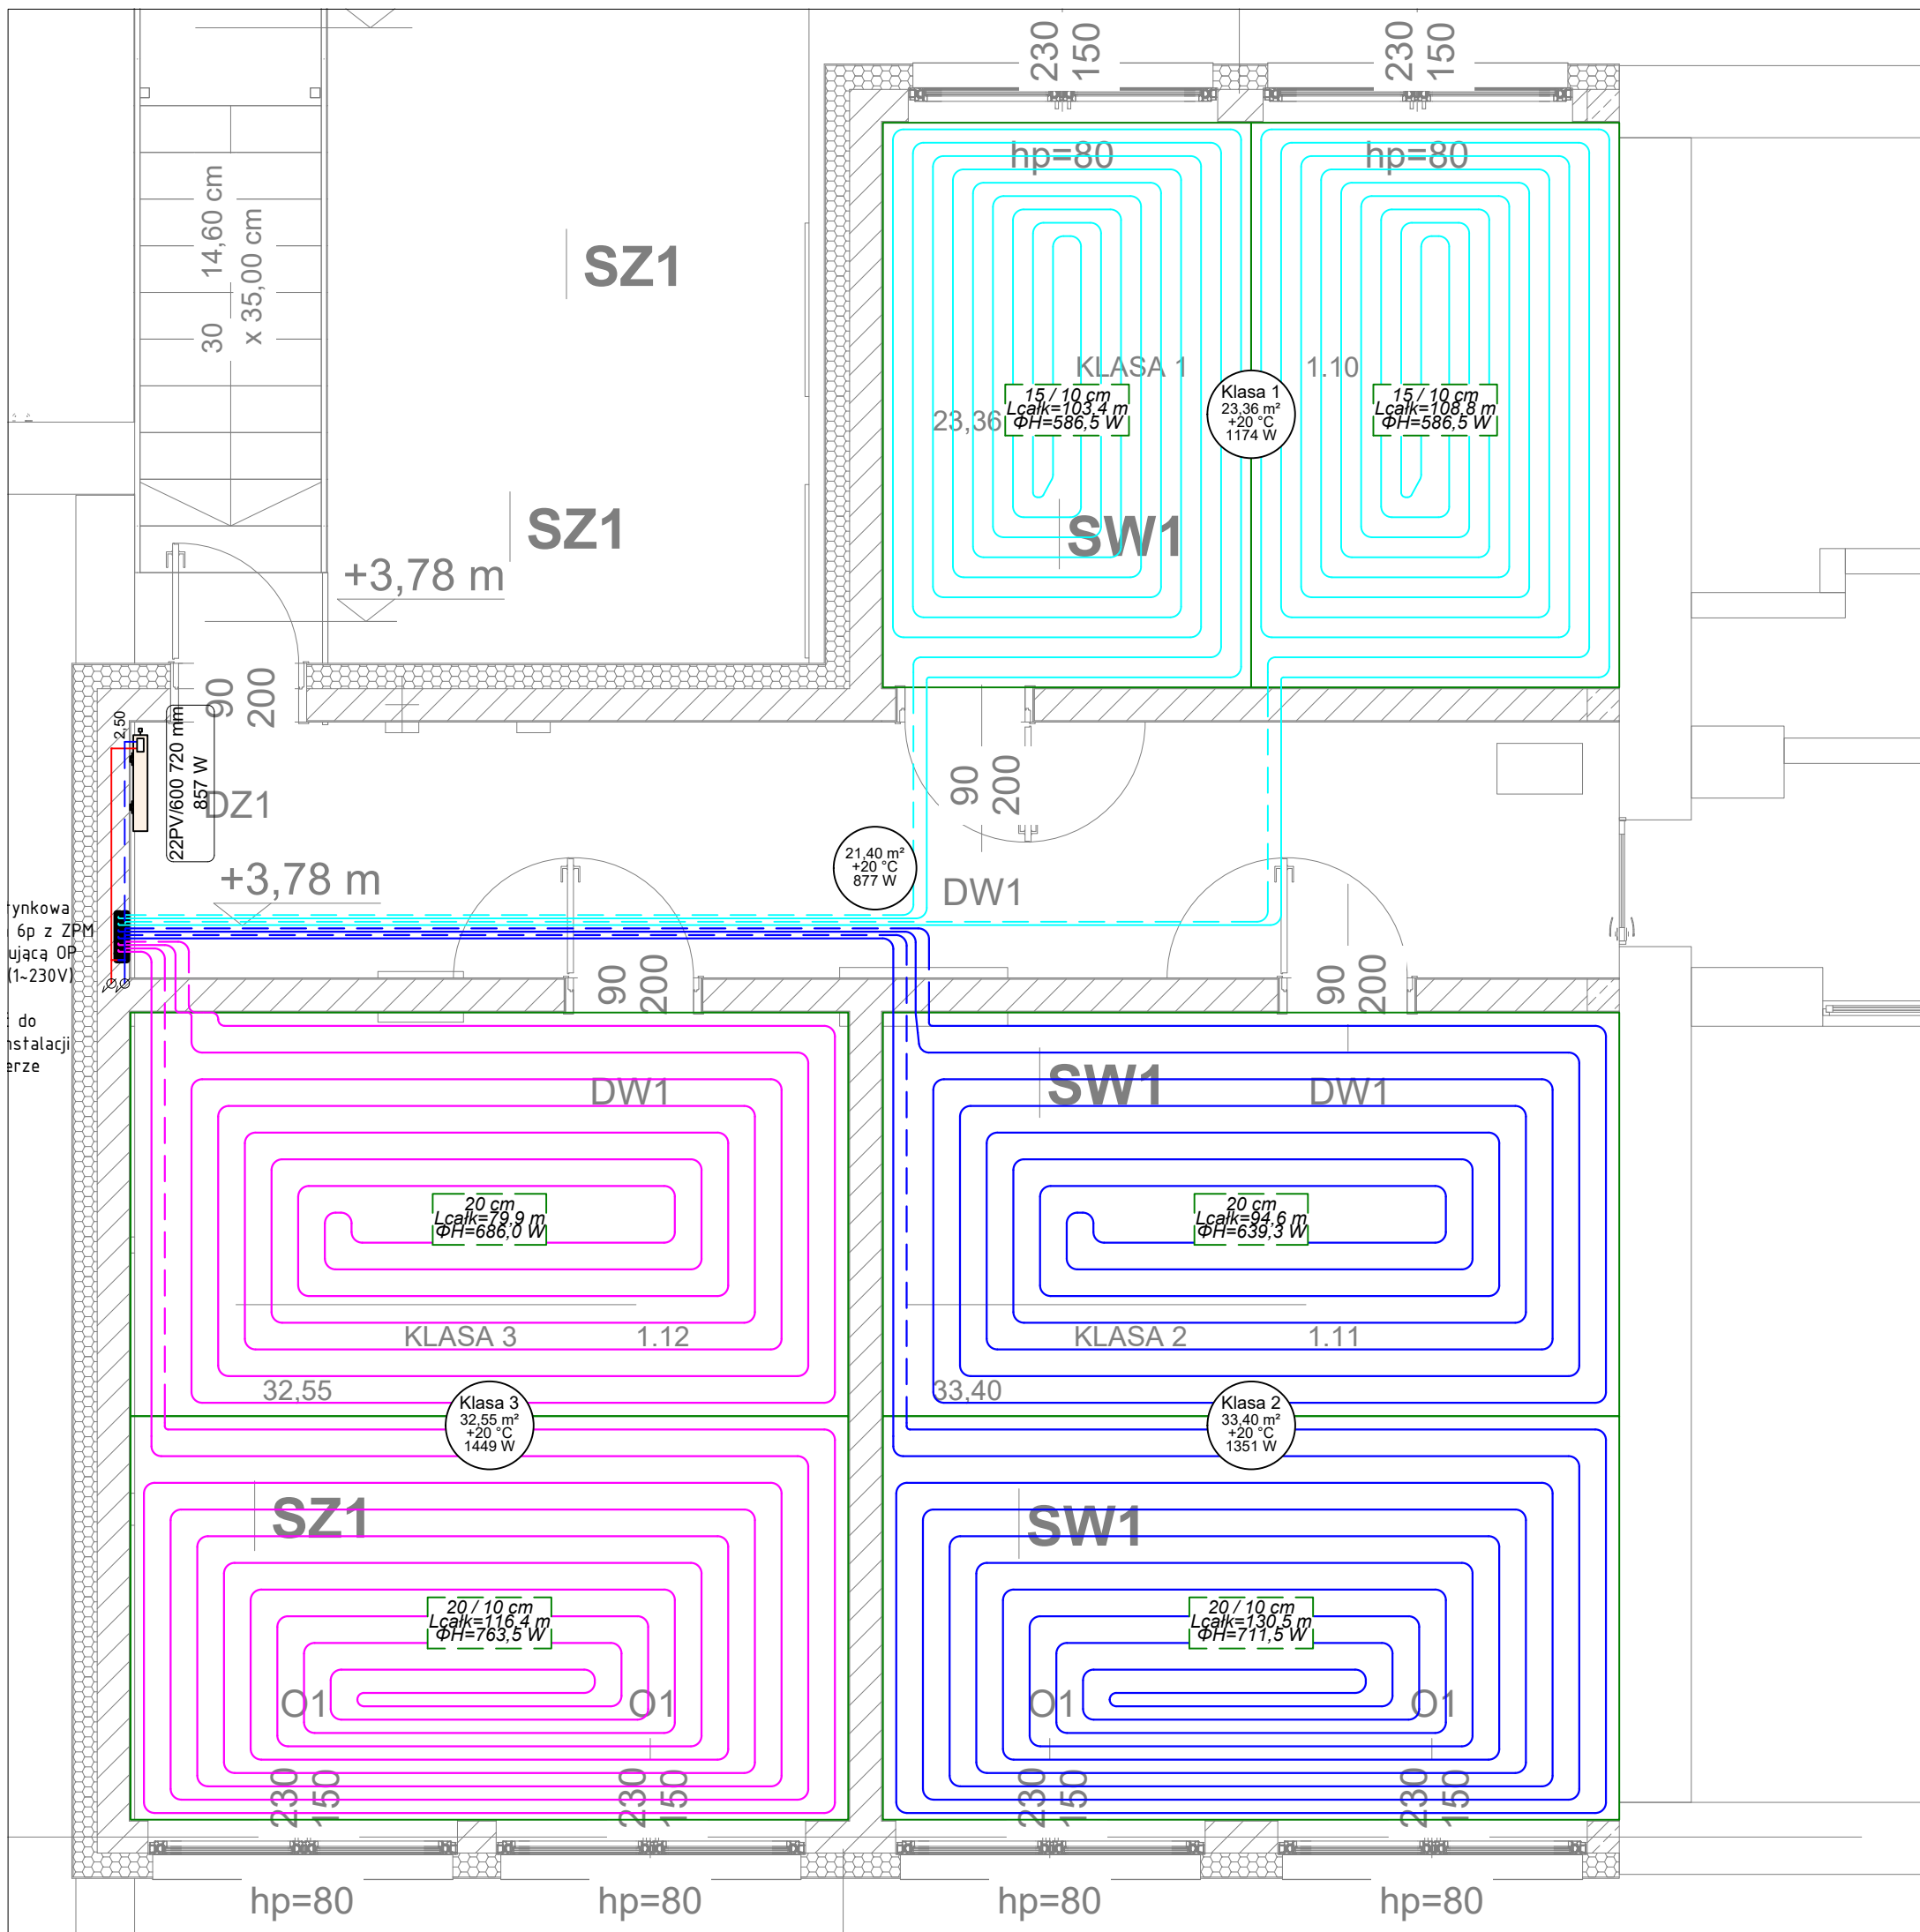 230
150
230
150
hp=80
hp=80
30 14,60 cm
x 35,00 cm
SZ1
KLASA 1
1.10
23,36
15 / 10 cm
Lcałk=103,4 m
ΦH=586,5 W
Klasa 1
23,36 m²
+20 °C
1174 W
15 / 10 cm
Lcałk=108,8 m
ΦH=586,5 W
SZ1
SW1
+3,78 m
90
200
2,50
22PV/600 720 mm
857 W
DZ1
90
200
+3,78 m
21,40 m²
+20 °C
877 W
DW1
rynkowa
6p z ZPM
ująca OP
(1~230V)
do
nstalacji
erze
90
200
90
200
DW1
SW1
DW1
20 cm
Lcałk=79,9 m
ΦH=686,0 W
20 cm
Lcałk=94,6 m
ΦH=639,3 W
KLASA 3
1.12
KLASA 2
1.11
32,55
33,40
Klasa 3
32,55 m²
+20 °C
1449 W
Klasa 2
33,40 m²
+20 °C
1351 W
SZ1
SW1
20 / 10 cm
Lcałk=116,4 m
ΦH=763,5 W
20 / 10 cm
Lcałk=130,5 m
ΦH=711,5 W
O1
O1
O1
O1
230
150
230
150
230
150
230
150
hp=80
hp=80
hp=80
hp=80